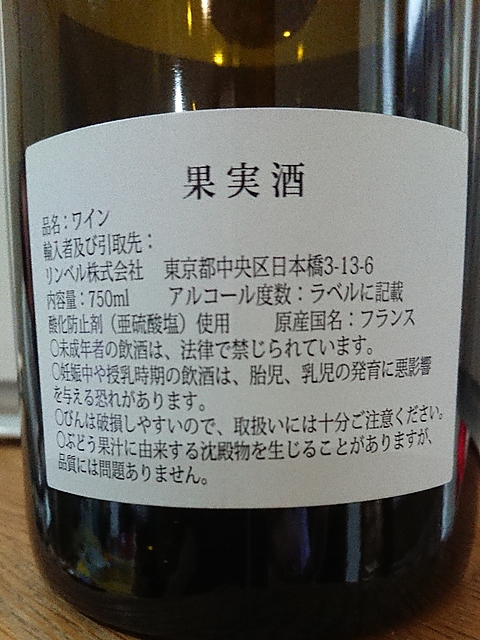 果実酒
品名：ワイン
輸入者及び引取先：
リンベル株式会社　東京都中央区日本橋3-13-6
内容量：750ml　アルコール度数：ラベルに記載
酸化防止剤（亜硫酸塩）使用　原産国名：フランス
○未成年者の飲酒は、法律で禁じられています。
○妊娠中や授乳時期の飲酒は、胎児、乳児の発育に悪影響
を与える恐れがあります。
○びんは破損しやすいので、取扱いには十分ご注意ください。
○ぶどう果汁に由来する沈殿物を生じることがありますが、
品質には問題ありません。